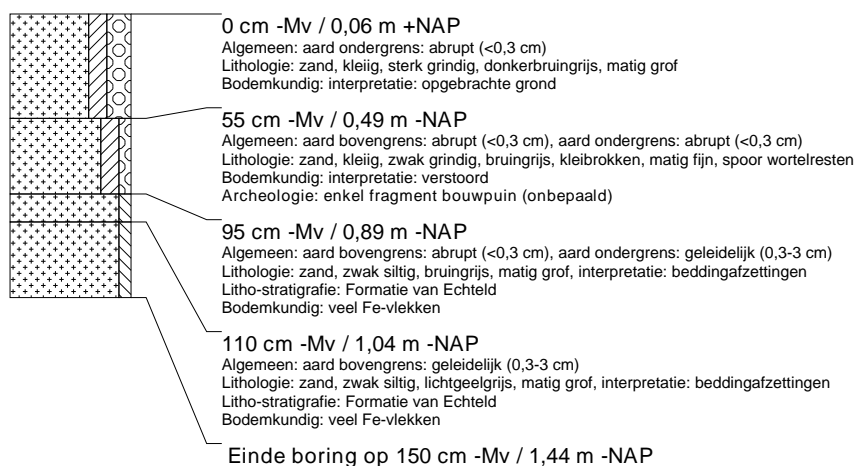 0 cm -Mv / 0,06 m +NAP
Algemeen: aard ondergrens: abrupt (<0,3 cm)
Lithologie: zand, kleiig, sterk grindig, donkerbruingrijs, matig grof
Bodemkundig: interpretatie: opgebrachte grond
55 cm -Mv / 0,49 m -NAP
Algemeen: aard bovengrens: abrupt (<0,3 cm), aard ondergrens: abrupt (<0,3 cm)
Lithologie: zand, kleiig, zwak grindig, bruingrijs, kleibrokken, matig fijn, spoor wortelresten
Bodemkundig: interpretatie: verstoord
Archeologie: enkel fragment bouwpuin (onbepaald)
95 cm -Mv / 0,89 m -NAP
Algemeen: aard bovengrens: abrupt (<0,3 cm), aard ondergrens: geleidelijk (0,3-3 cm)
Lithologie: zand, zwak siltig, bruingrijs, matig grof, interpretatie: beddingafzettingen
Litho-stratigrafie: Formatie van Echteld
Bodemkundig: veel Fe-vlekken
110 cm -Mv / 1,04 m -NAP
Algemeen: aard bovengrens: geleidelijk (0,3-3 cm)
Lithologie: zand, zwak siltig, lichtgeelgrijs, matig grof, interpretatie: beddingafzettingen
Litho-stratigrafie: Formatie van Echteld
Bodemkundig: veel Fe-vlekken
Einde boring op 150 cm -Mv / 1,44 m -NAP